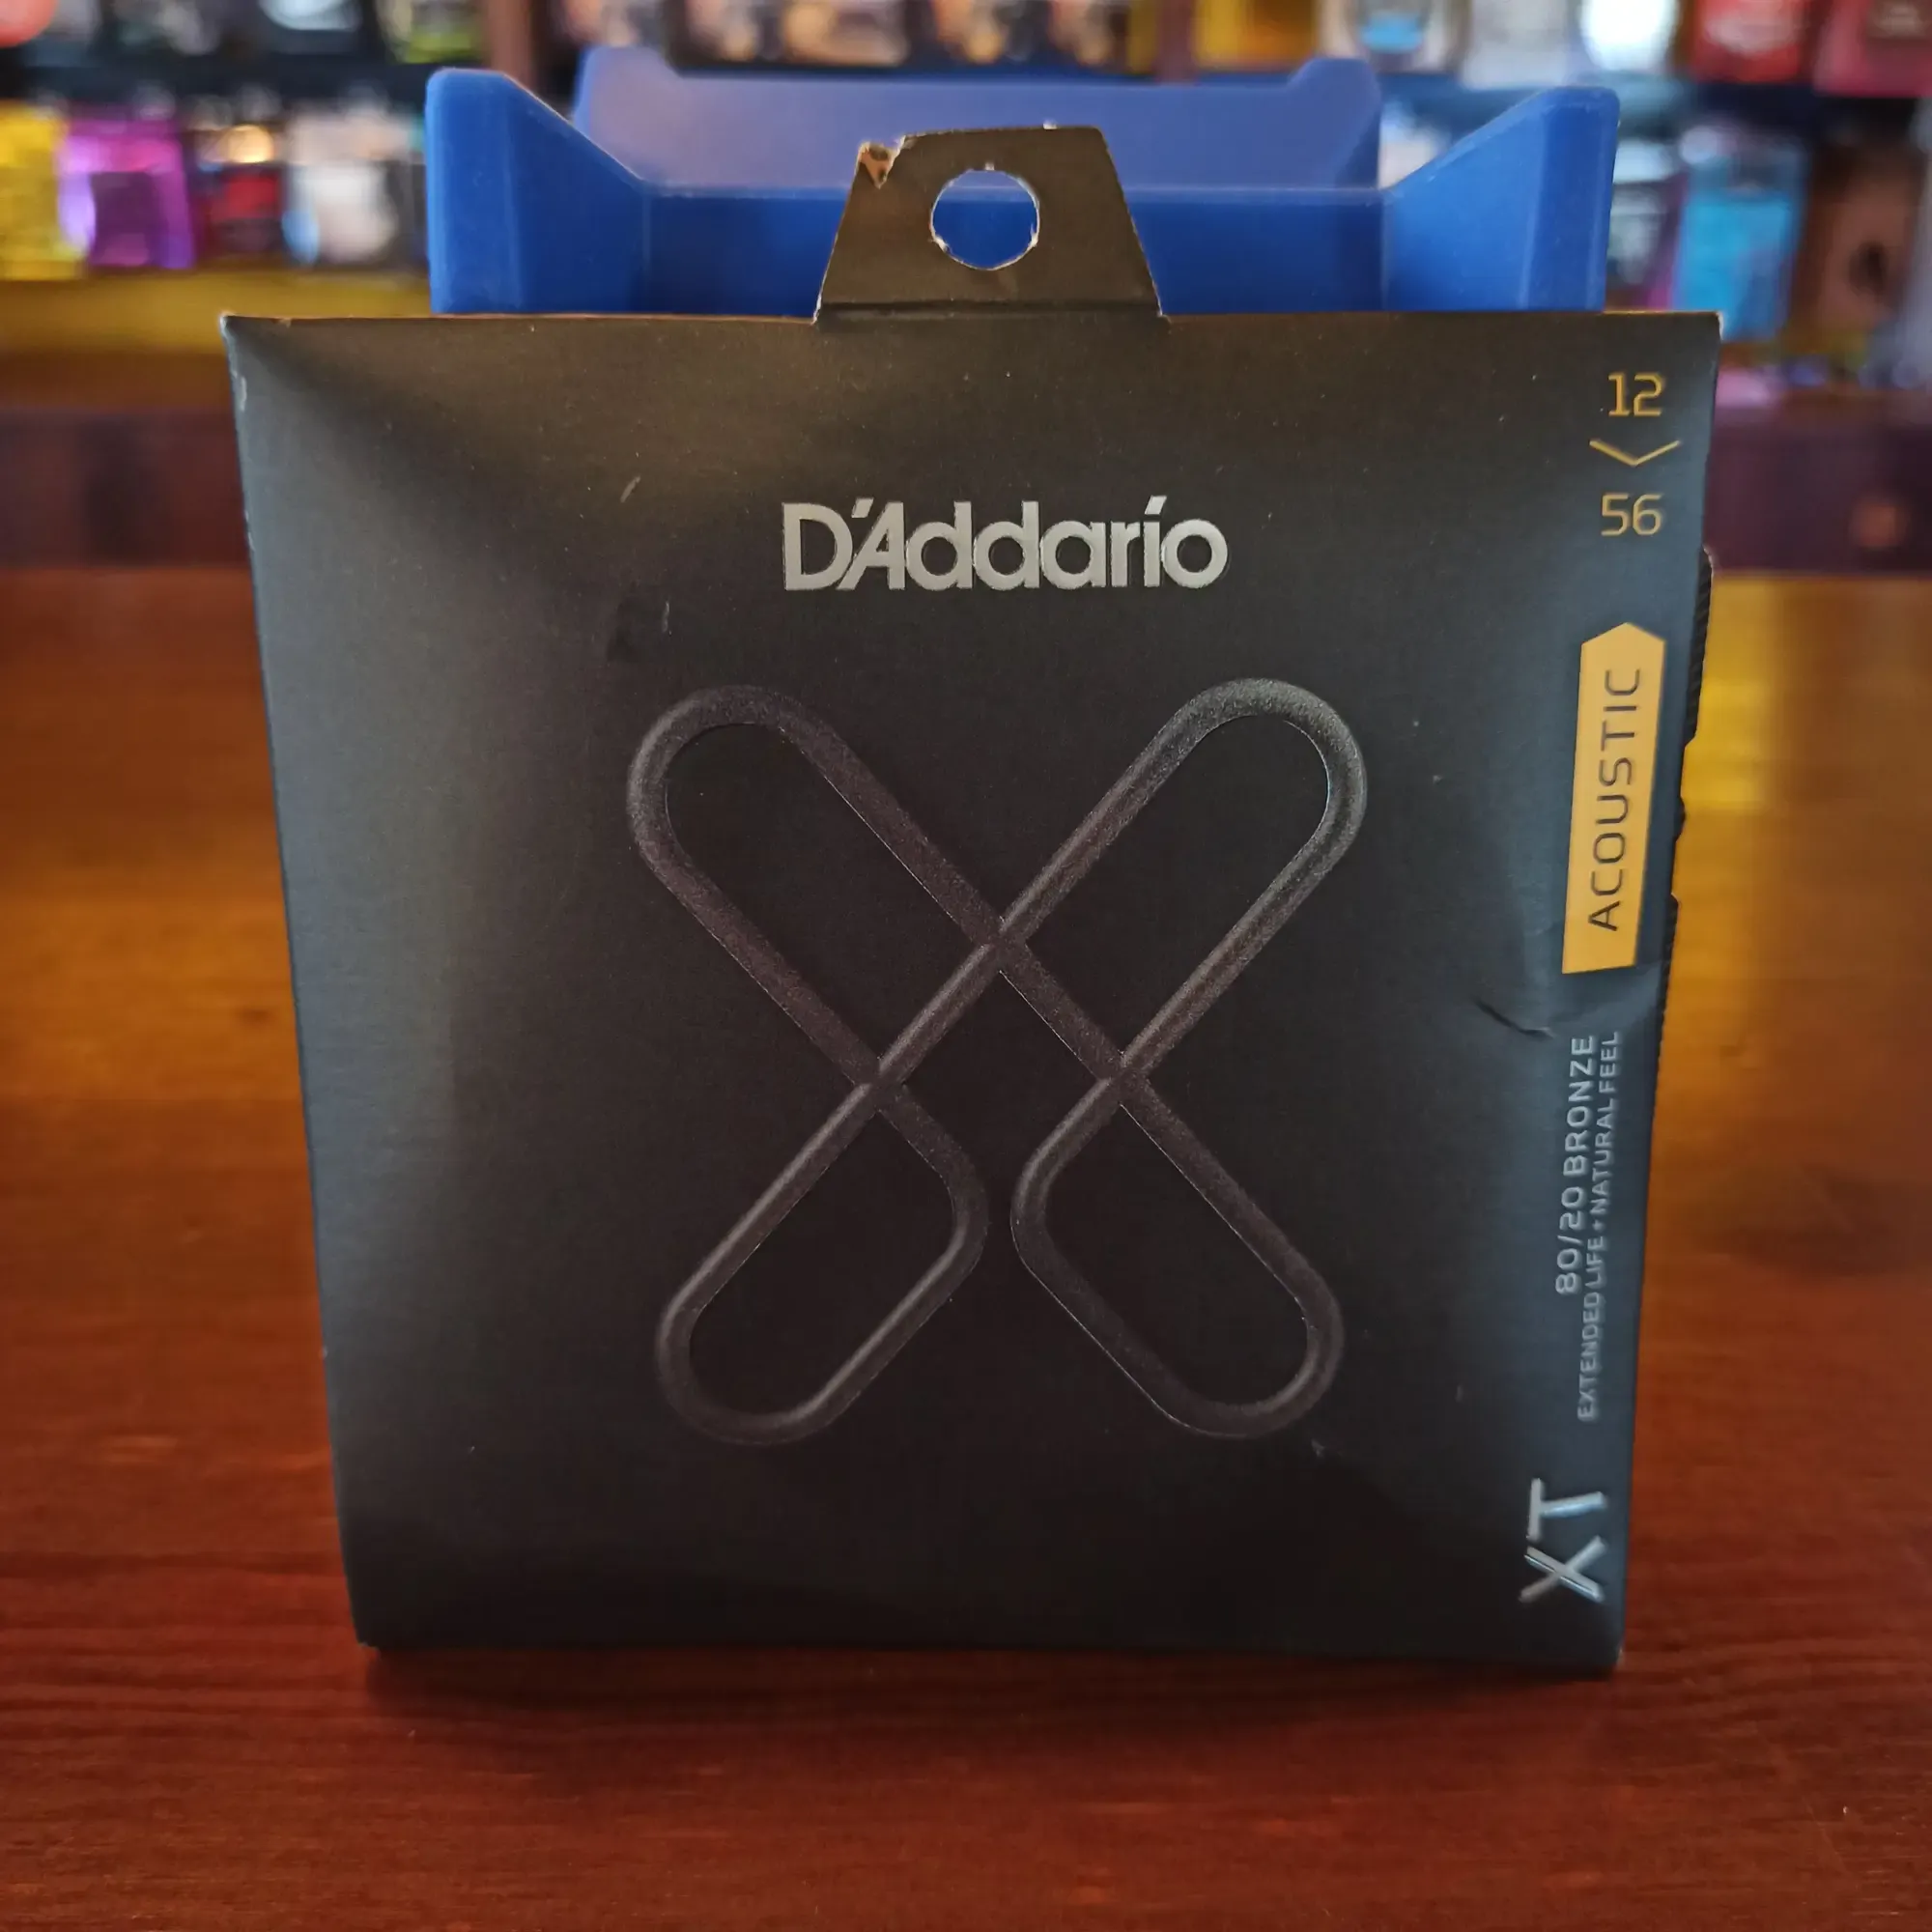 D'Addario
12
56
ACOUSTIC
80/20 BRONZE
EXTENDED LIFE + NATURAL FEEL
XT